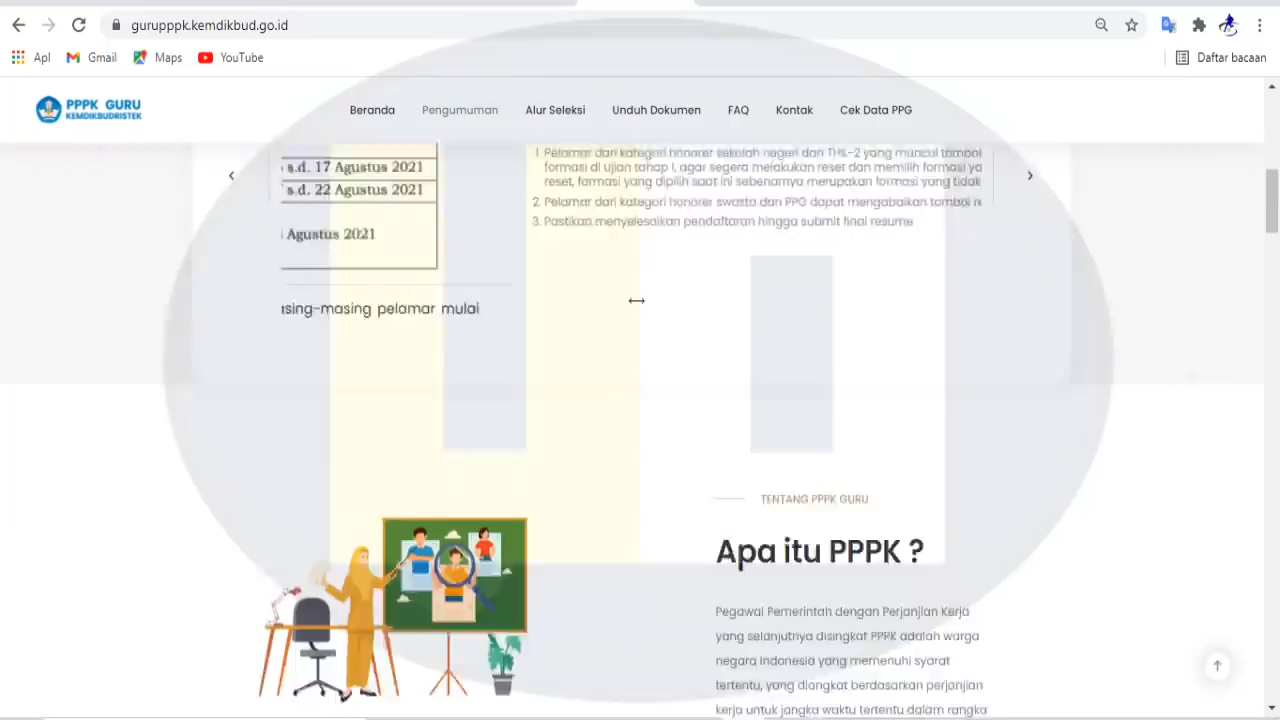 gurupppk.kemdikbud.go.id
Apl Gmail Maps YouTube Daftar bacaan
PPPK GURU
KEMDIKBUDRISTEK
Beranda Pengumuman Alur Seleksi Unduh Dokumen FAQ Kontak Cek Data PPG
s.d. 17 Agustus 2021
s.d. 22 Agustus 2021
Agustus 2021
asing-masing pelamar mulai
1. Pelamar dari kategori honorer sekolah negeri dan THL-2 yang muncul tombol
formasi di ujian tahap I, agar segera melakukan reset dan memilih formasi ya
reset, formasi yang dipilih saat ini sebenarnya merupakan formasi yang tidak
2. Pelamar dari kategori honorer swasta dan PPG dapat mengabaikan tombol r
3. Pastikan menyelesaikan pendaftaran hingga submit final resume
TENTANG PPPK GURU
Apa itu PPPK ?
Pegawai Pemerintah dengan Perjanjian Kerja
yang selanjutnya disingkat PPPK adalah warga
negara Indonesia yang memenuhi syarat
tertentu, yang diangkat berdasarkan perjanjian
kerja untuk jangka waktu tertentu dalam rangka